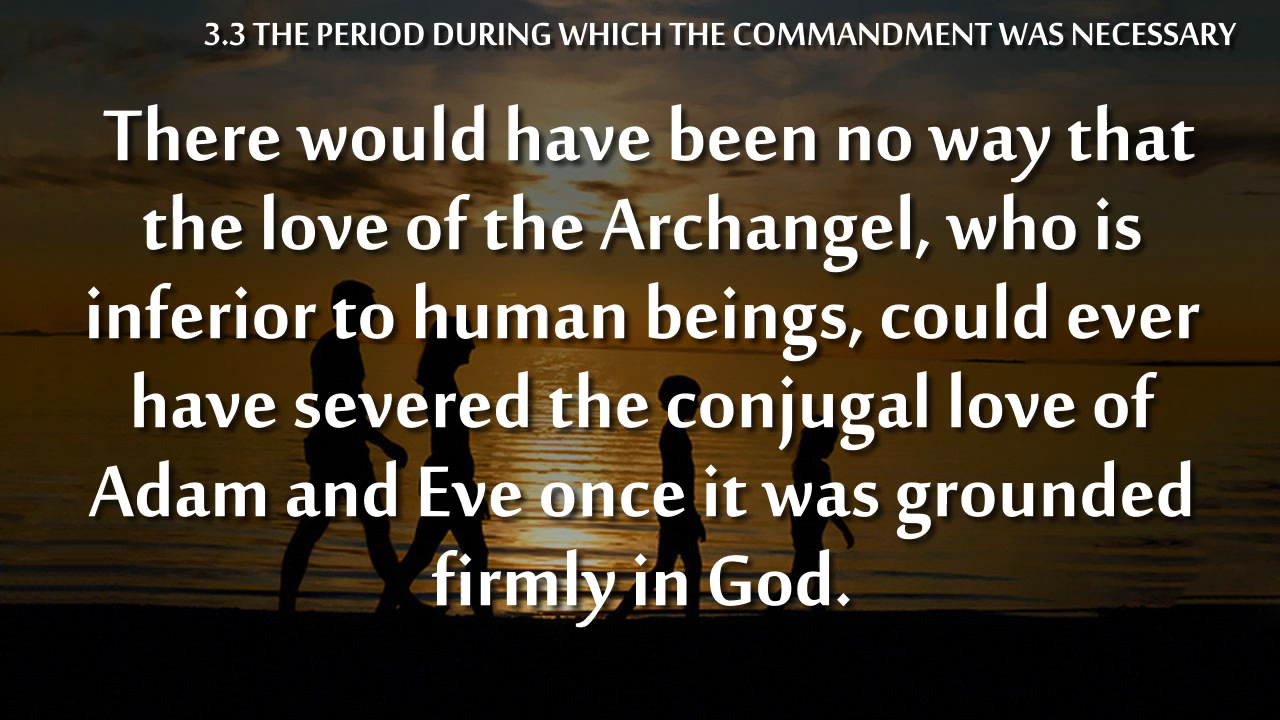 3.3 THE PERIOD DURING WHICH THE COMMANDMENT WAS NECESSARY
There would have been no way that
the love of the Archangel, who is
inferior to human beings, could ever
have severed the conjugal love of
Adam and Eve once it was grounded
firmly in God.